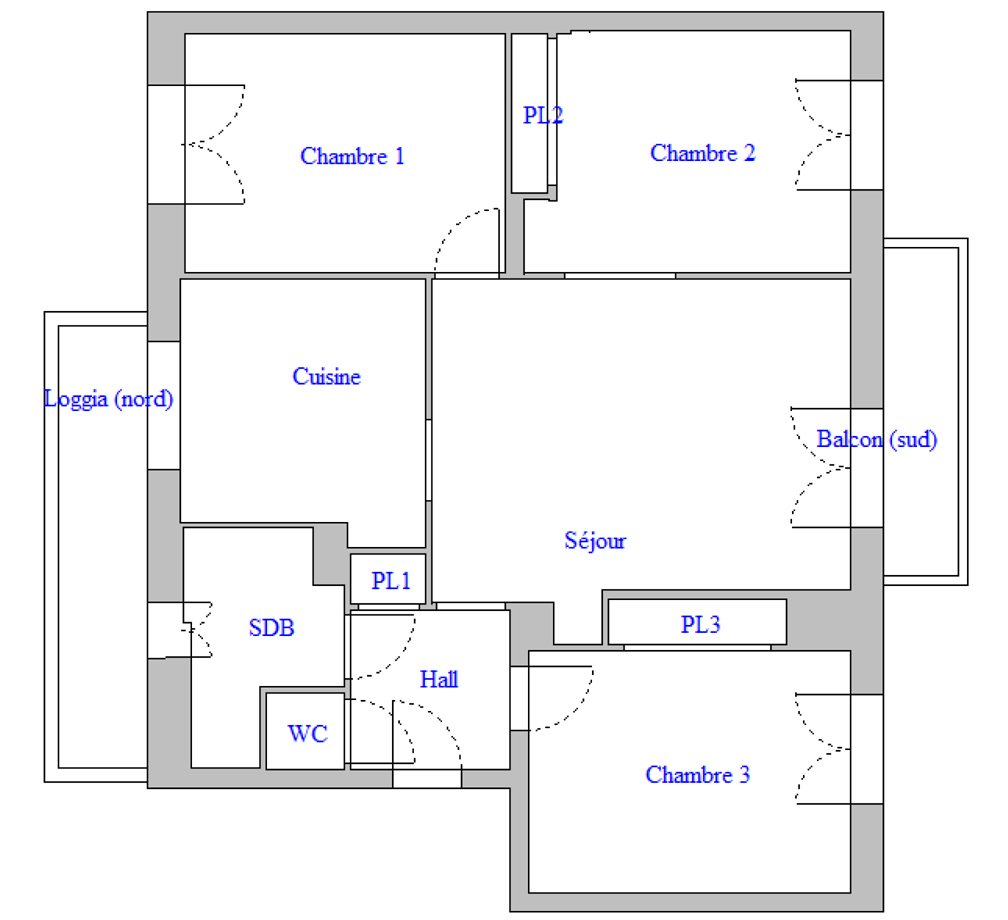 PL2
Chambre 1
Chambre 2
Cuisine
Loggia (nord)
Balcon (sud)
Séjour
PL1
SDB
PL3
Hall
WC
Chambre 3